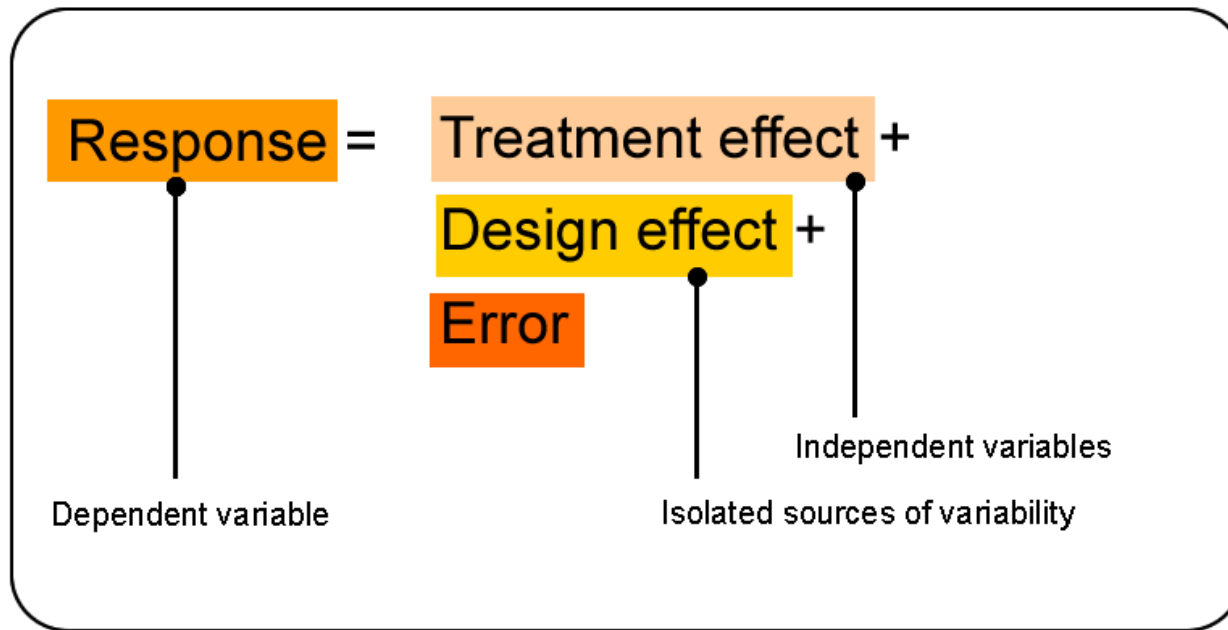 Response = Treatment effect +
Design effect +
Error
Independent variables
Dependent variable
Isolated sources of variability